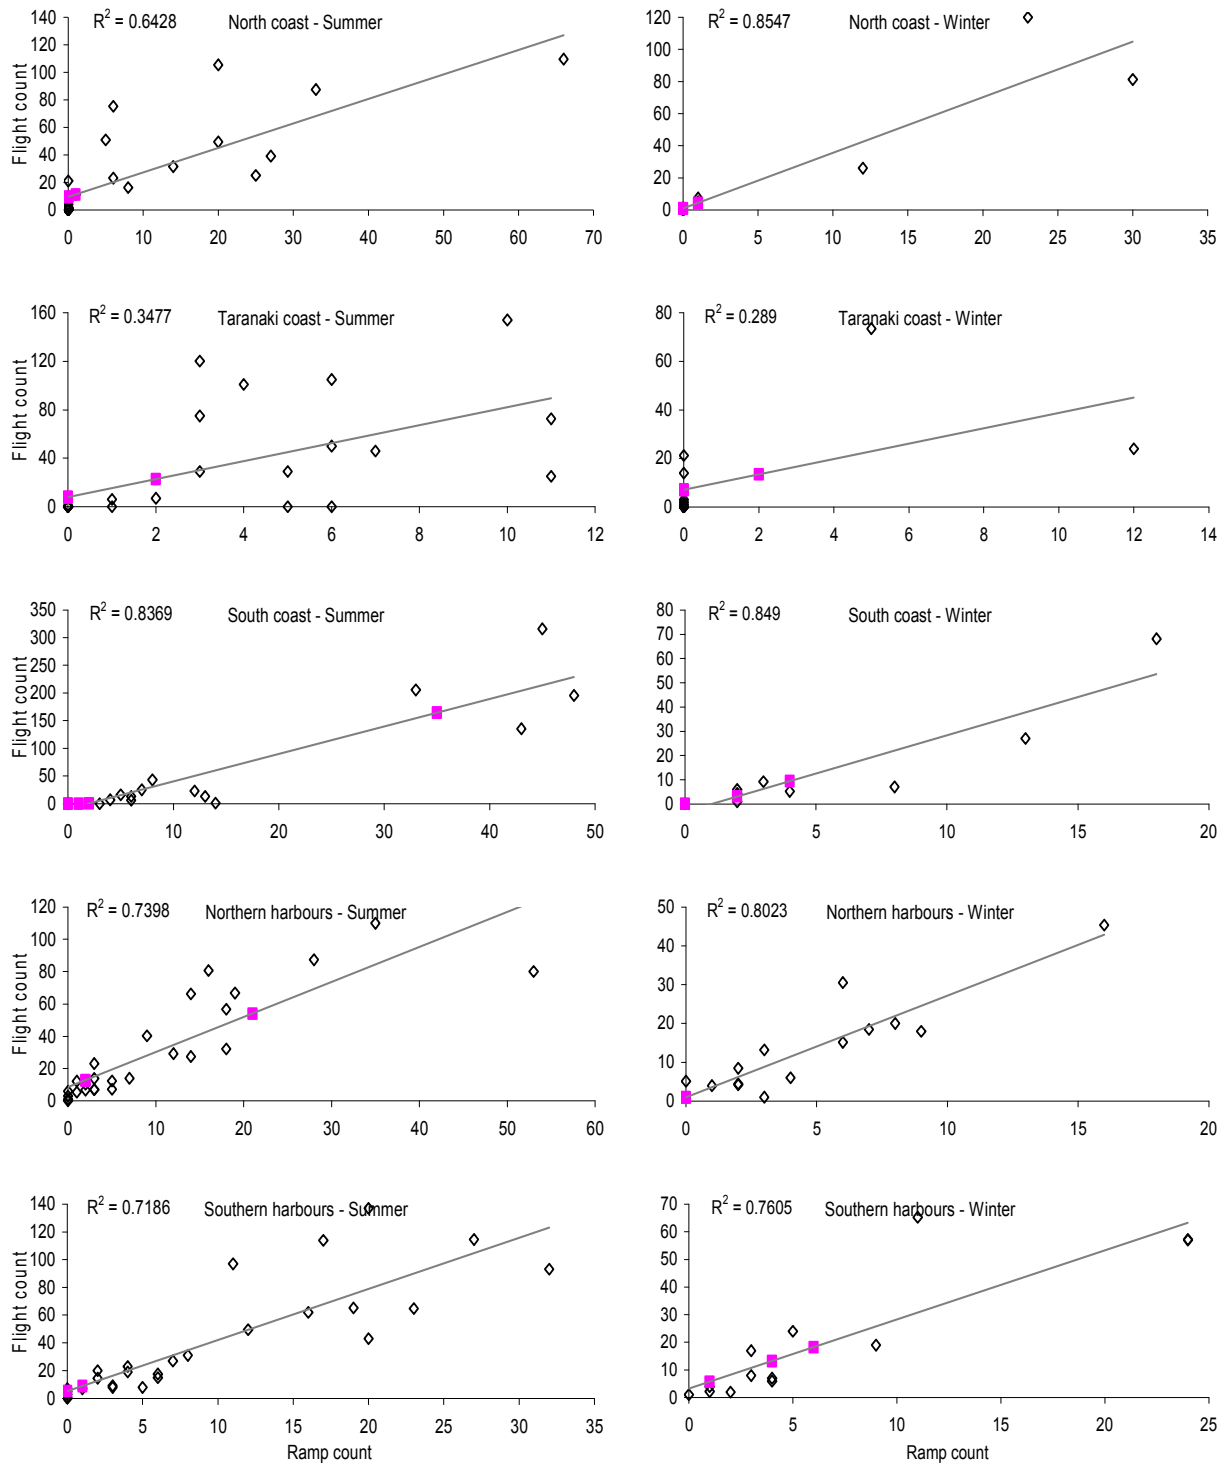 R² = 0.6428 North coast - Summer
Flight count
140
120
100
80
60
40
20
0
0 10 20 30 40 50 60 70
R² = 0.8547 North coast - Winter
120
100
80
60
40
20
0
0 5 10 15 20 25 30 35
R² = 0.3477 Taranaki coast - Summer
Flight count
160
120
80
40
0
0 2 4 6 8 10 12
R² = 0.289 Taranaki coast - Winter
80
60
40
20
0
0 2 4 6 8 10 12 14
R² = 0.8369 South coast - Summer
Flight count
350
300
250
200
150
100
50
0
0 10 20 30 40 50
R² = 0.849 South coast - Winter
80
70
60
50
40
30
20
10
0
0 5 10 15 20
R² = 0.7398 Northern harbours - Summer
Flight count
120
100
80
60
40
20
0
0 10 20 30 40 50 60
R² = 0.8023 Northern harbours - Winter
50
40
30
20
10
0
0 5 10 15 20
R² = 0.7186 Southern harbours - Summer
Flight count
140
120
100
80
60
40
20
0
0 5 10 15 20 25 30 35
Ramp count
R² = 0.7605 Southern harbours - Winter
70
60
50
40
30
20
10
0
0 5 10 15 20 25
Ramp count